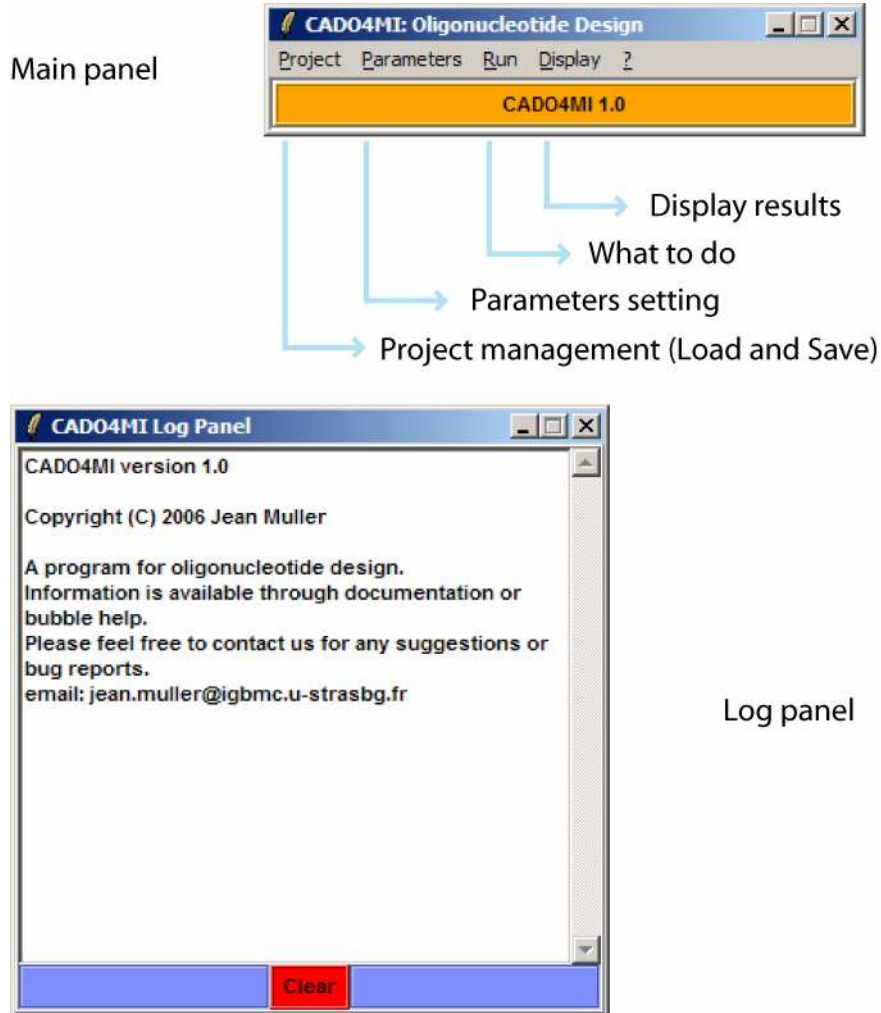 CADO4MI: Oligonucleotide Design
Main panel
Project Parameters Run Display ?
CADO4MI 1.0
Display results
What to do
Parameters setting
Project management (Load and Save)
CADO4MI Log Panel
CADO4MI version 1.0
Copyright (C) 2006 Jean Muller
A program for oligonucleotide design.
Information is available through documentation or
bubble help.
Please feel free to contact us for any suggestions or
bug reports.
email: jean.muller@igbmc.u-strasbg.fr
Log panel
Clear